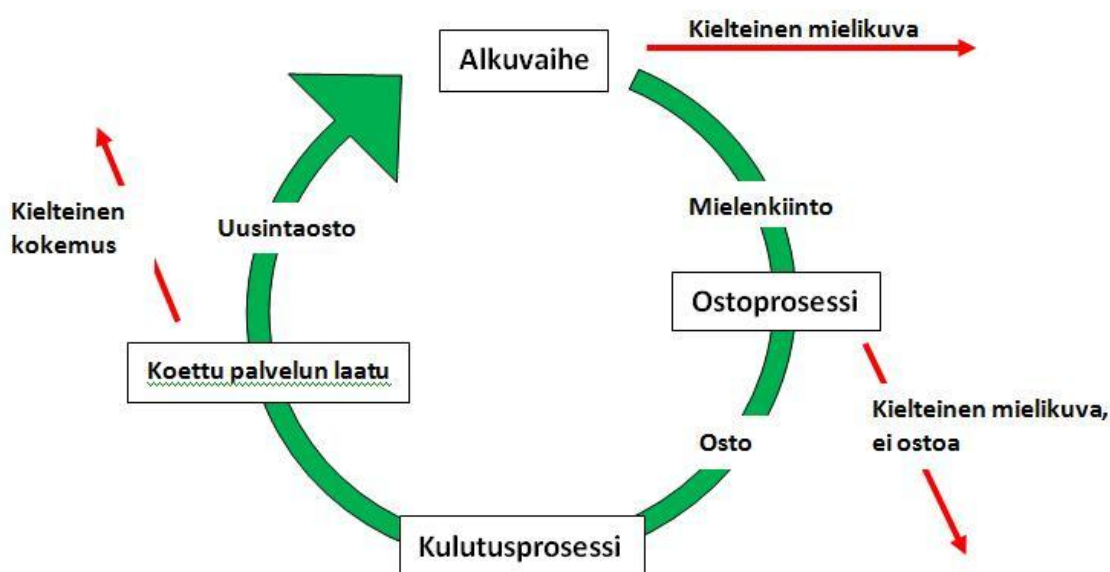 Kielteinen mielikuva
Alkuvaihe
Mielenkiinto
Kielteinen
kokemus
Uusintaosto
Ostoprosessi
Koettu palvelun laatu
Kielteinen mielikuva,
ei ostoa
Osto
Kulutusprosessi